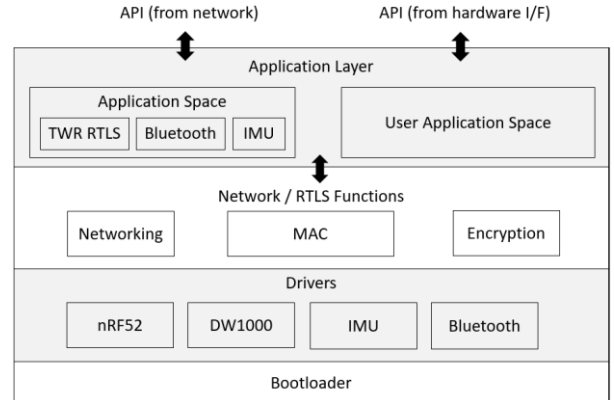 API (from network)
API (from hardware I/F)
Application Layer
Application Space
TWR RTLS
Bluetooth
IMU
User Application Space
Network / RTLS Functions
Networking
MAC
Encryption
Drivers
nRF52
DW1000
IMU
Bluetooth
Bootloader